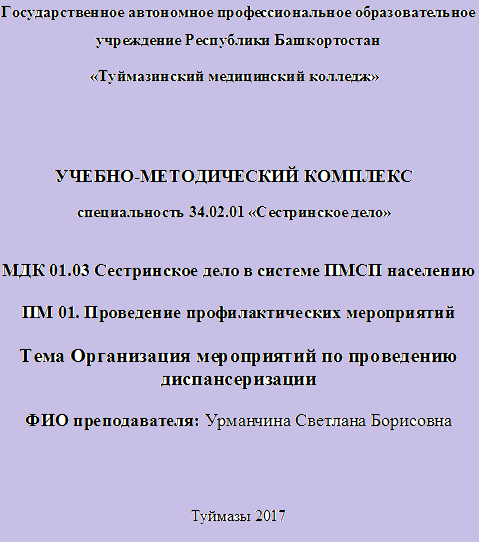 Государственное автономное профессиональное образовательное
учреждение Республики Башкортостан
«Туймазинский медицинский колледж»
УЧЕБНО-МЕТОДИЧЕСКИЙ КОМПЛЕКС
специальность 34.02.01 «Сестринское дело»
МДК 01.03 Сестринское дело в системе ПМСП населению
ПМ 01. Проведение профилактических мероприятий
Тема Организация мероприятий по проведению
диспансеризации
ФИО преподавателя: Урманчина Светлана Борисовна
Туймазы 2017